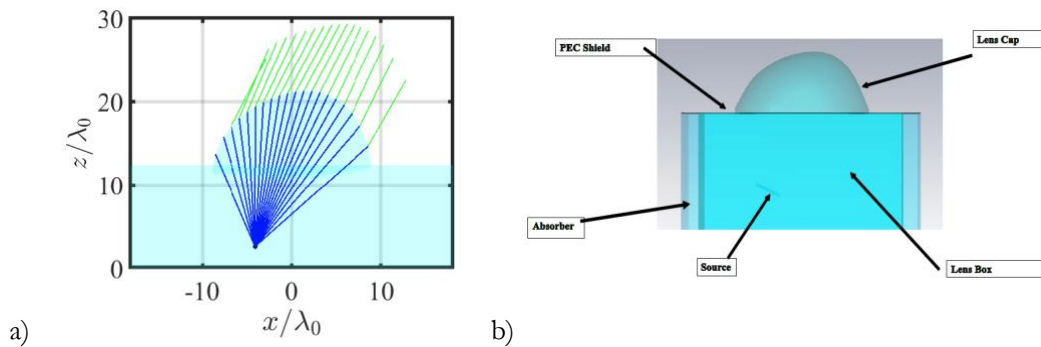 30
20
10
0
z/λ₀
-10
0
10
x/λ₀
a)
PEC Shield
Lens Cap
Absorber
Source
Lens Box
b)